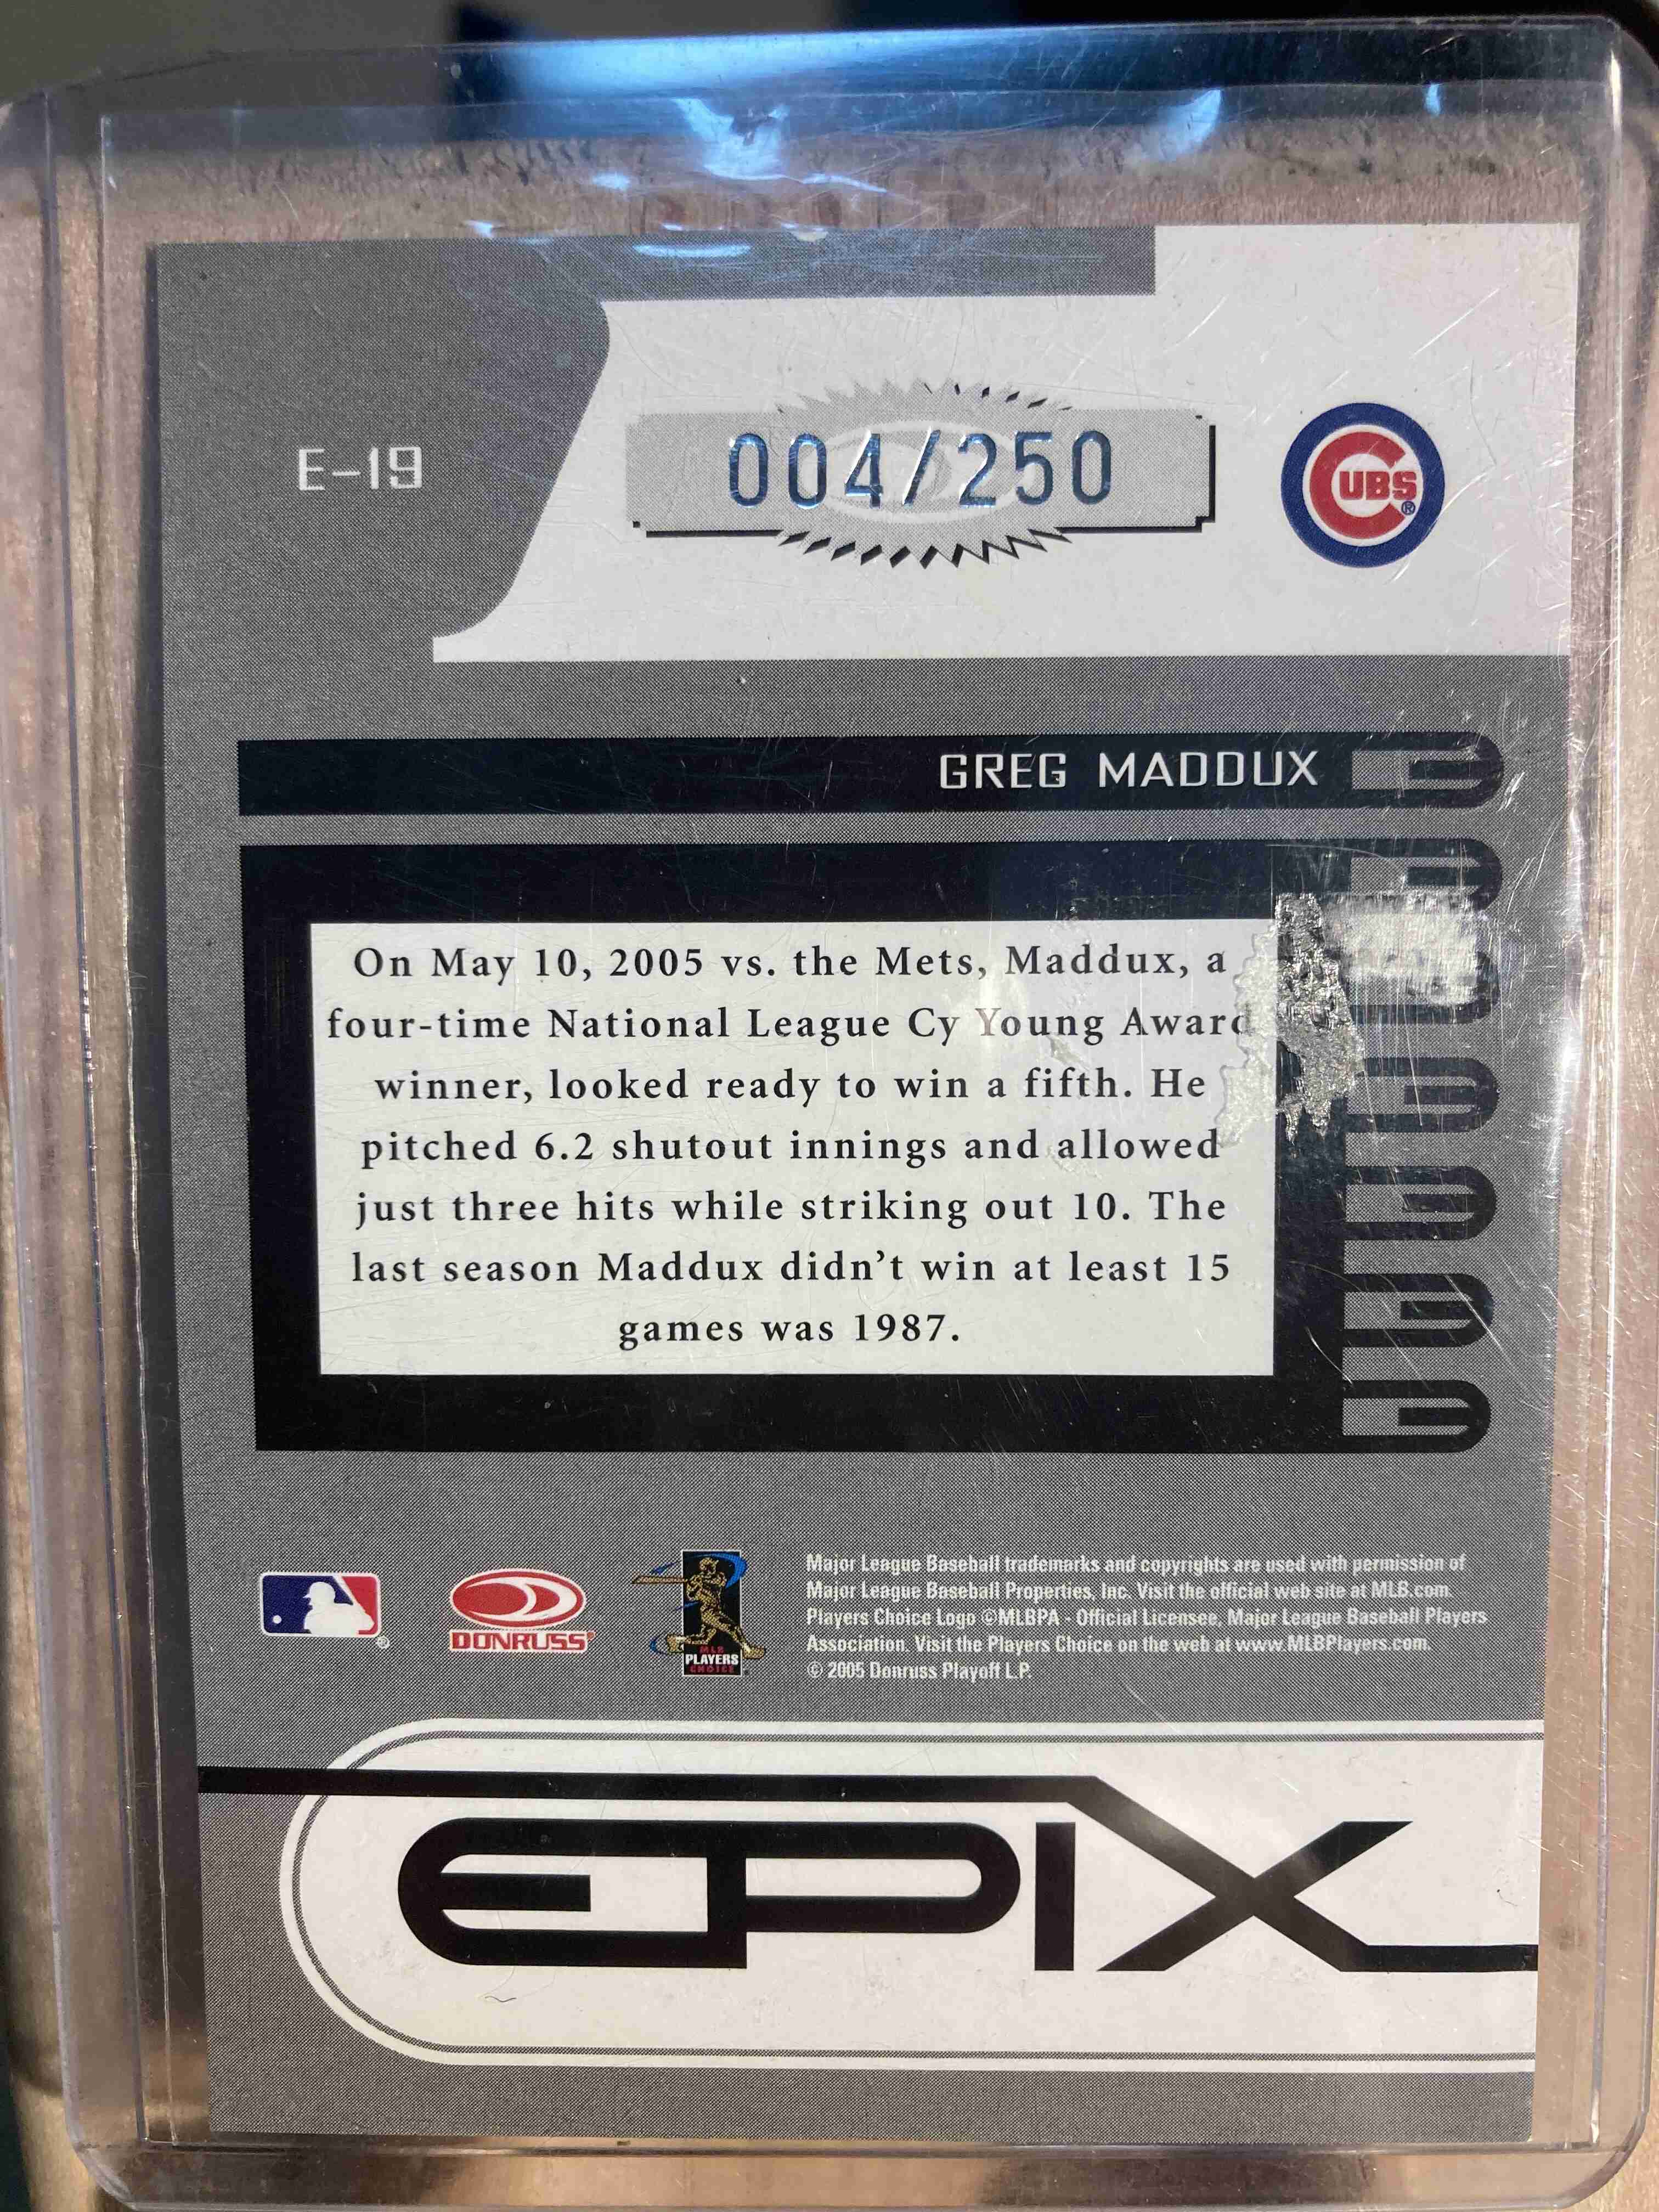 E-19
004/250
CUBS®
GREG MADDUX
On May 10, 2005 vs. the Mets, Maddux, a
four-time National League Cy Young Award
winner, looked ready to win a fifth. He
pitched 6.2 shutout innings and allowed
just three hits while striking out 10. The
last season Maddux didn't win at least 15
games was 1987.
Major League Baseball trademarks and copyrights are used with permission of
Major League Baseball Properties, Inc. Visit the official web site at MLB.com.
Players Choice Logo ©MLBPA - Official Licensee, Major League Baseball Players
Association. Visit the Players Choice on the web at www.MLBPlayers.com.
© 2005 Donruss Playoff L.P.
DONRUSS
MLB
PLAYERS
CHOICE
EPIX